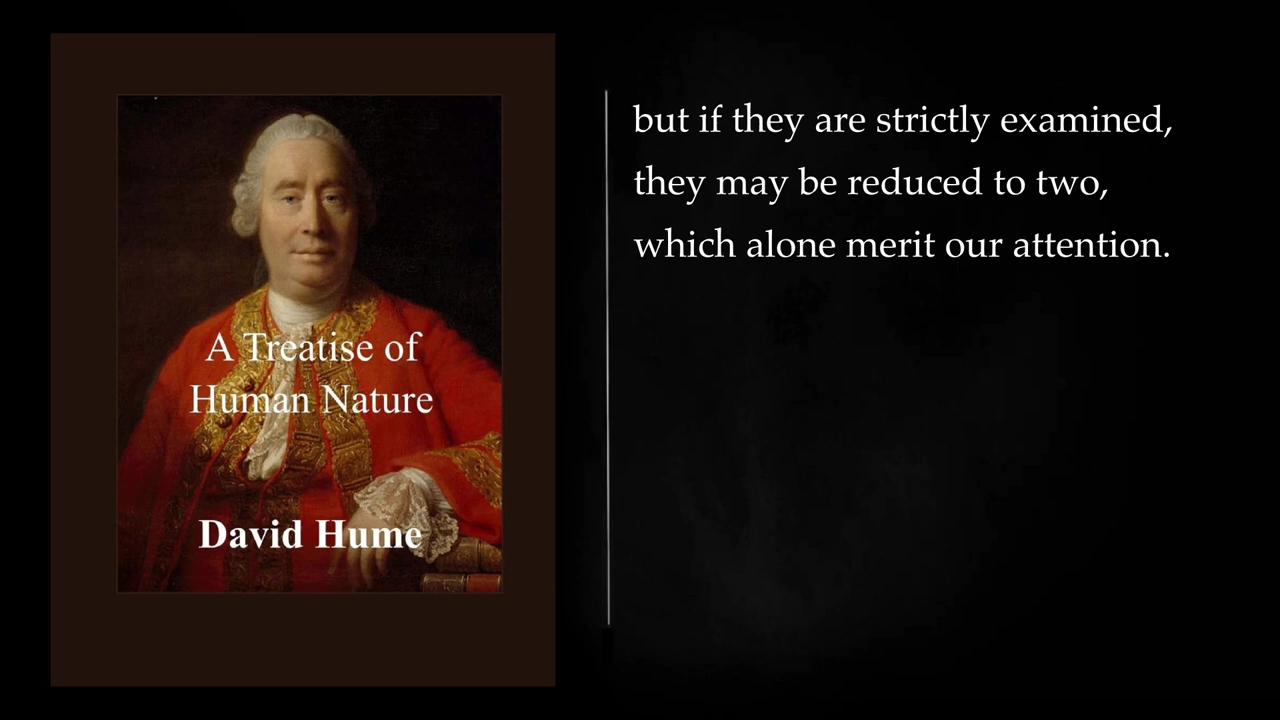 A Treatise of
Human Nature
David Hume
but if they are strictly examined,
they may be reduced to two,
which alone merit our attention.